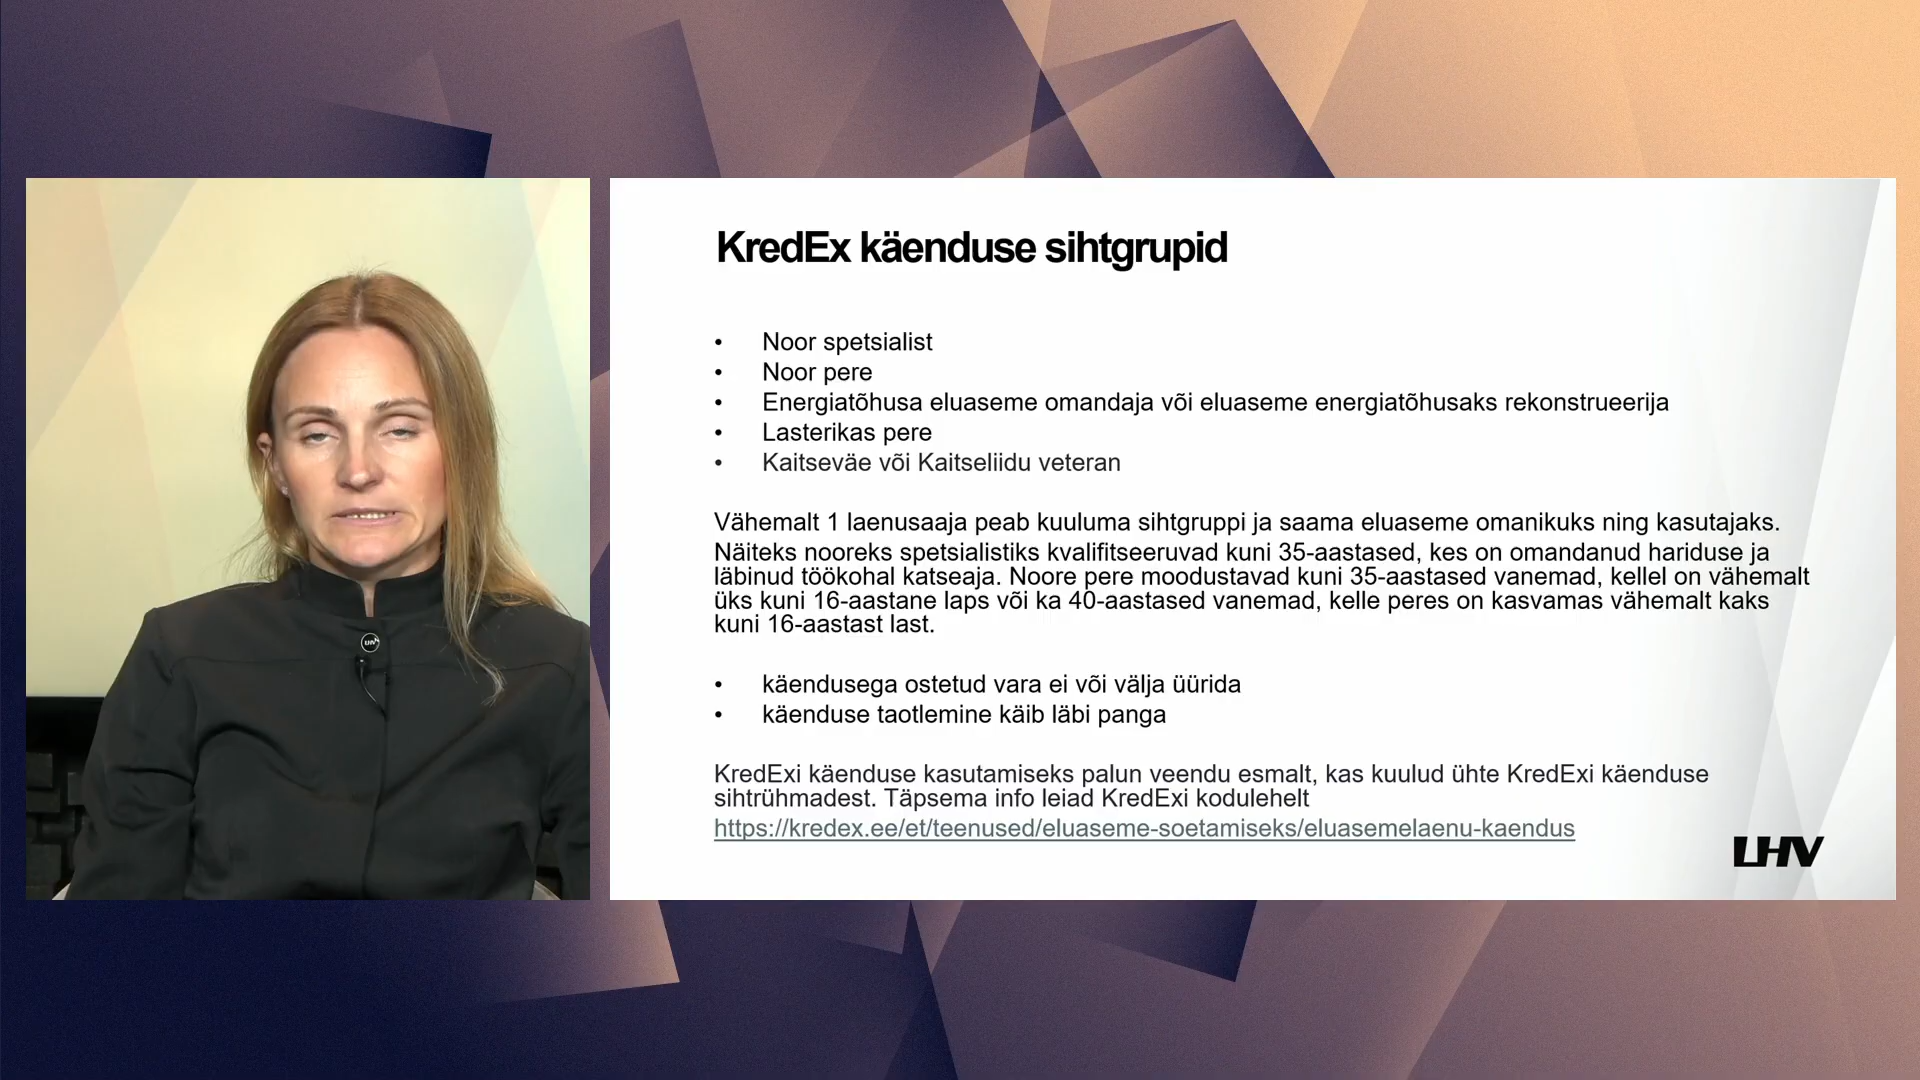 KredEx käenduse sihtgrupid
• Noor spetsialist
• Noor pere
• Energiatõhusa eluaseme omandaja või eluaseme energiatõhusaks rekonstrueerija
• Lasterikas pere
• Kaitseväe või Kaitseliidu veteran
Vähemalt 1 laenusaaja peab kuuluma sihtgruppi ja saama eluaseme omanikuks ning kasutajaks.
Näiteks nooreks spetsialistiks kvalifitseeruvad kuni 35-aastased, kes on omandanud hariduse ja
läbinud töökohal katseaja. Noore pere moodustavad kuni 35-aastased vanemad, kellel on vähemalt
üks kuni 16-aastane laps või ka 40-aastased vanemad, kelle peres on kasvamas vähemalt kaks
kuni 16-aastast last.
• käendusega ostetud vara ei või välja üürida
• käenduse taotlemine käib läbi panga
KredExi käenduse kasutamiseks palun veendu esmalt, kas kuulud ühte KredExi käenduse
sihtrühmadest. Täpsema info leiad KredExi kodulehelt
https://kredex.ee/et/teenused/eluaseme-soetamiseks/eluasemelaenu-kaendus
LHV
LHV